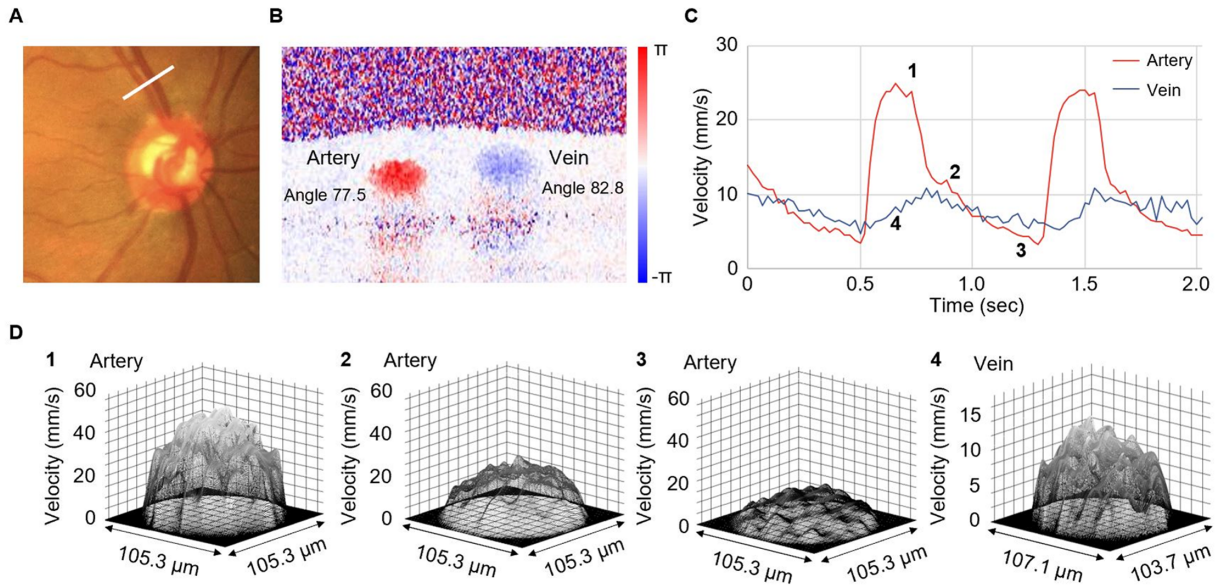 A
B
C
π
Artery
Vein
Angle 77.5
Angle 82.8
-π
Velocity (mm/s)
30
20
10
0
Artery
Vein
1
2
3
4
0
0.5
1.0
1.5
2.0
Time (sec)
D
1 Artery
Velocity (mm/s)
60
40
20
0
105.3 μm
105.3 μm
2 Artery
Velocity (mm/s)
60
40
20
0
105.3 μm
105.3 μm
3 Artery
Velocity (mm/s)
60
40
20
0
105.3 μm
105.3 μm
4 Vein
Velocity (mm/s)
15
10
5
0
107.1 μm
103.7 μm